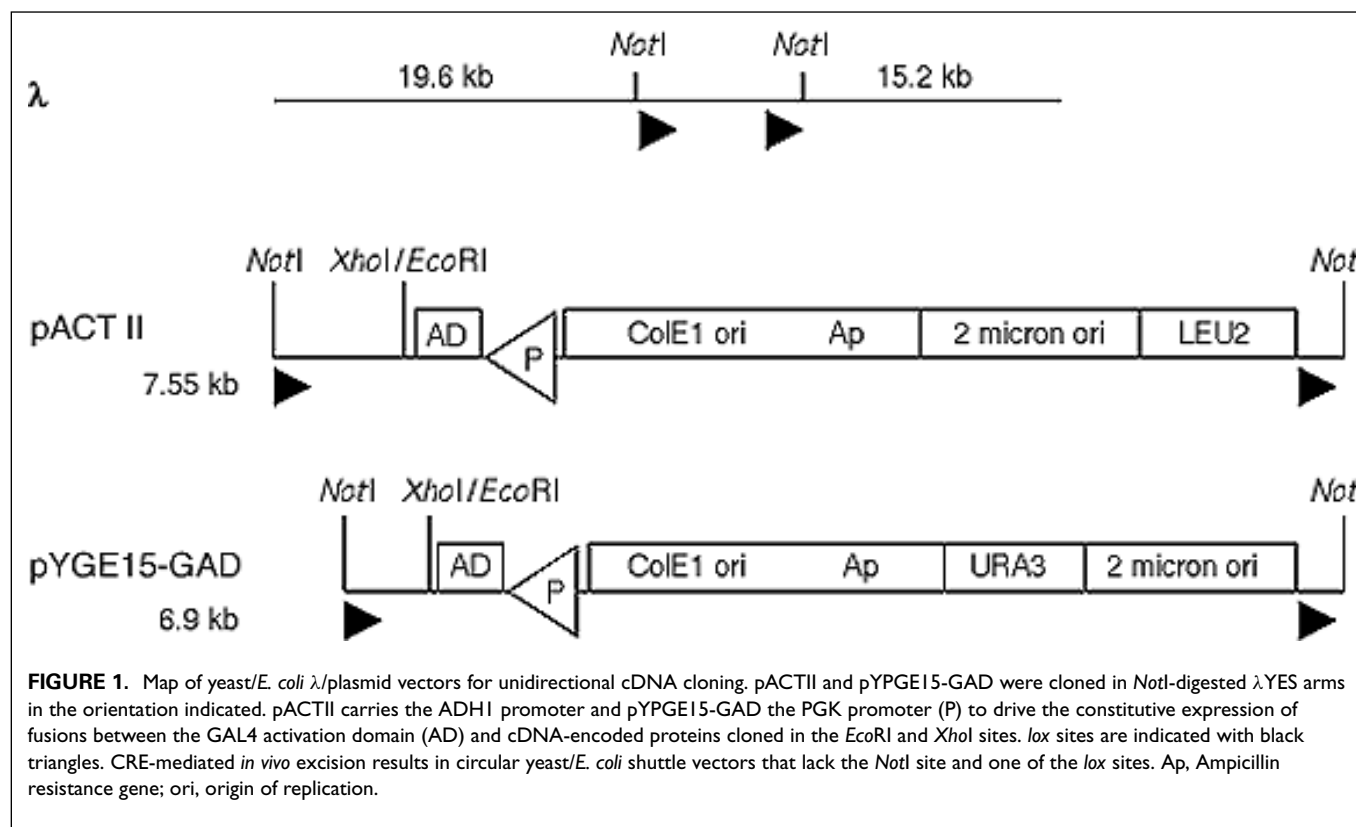 NotI NotI
19.6 kb 15.2 kb
λ
NotI XhoI/EcoRI Not
pACT II AD P ColE1 ori Ap 2 micron ori LEU2
7.55 kb
NotI XhoI/EcoRI Not
pYGE15-GAD AD P ColE1 ori Ap URA3 2 micron ori
6.9 kb
FIGURE 1. Map of yeast/E. coli λ/plasmid vectors for unidirectional cDNA cloning. pACTII and pYPGE15-GAD were cloned in NotI-digested λYES arms
in the orientation indicated. pACTII carries the ADH1 promoter and pYPGE15-GAD the PGK promoter (P) to drive the constitutive expression of
fusions between the GAL4 activation domain (AD) and cDNA-encoded proteins cloned in the EcoRI and XhoI sites. lox sites are indicated with black
triangles. CRE-mediated in vivo excision results in circular yeast/E. coli shuttle vectors that lack the NotI site and one of the lox sites. Ap, Ampicillin
resistance gene; ori, origin of replication.